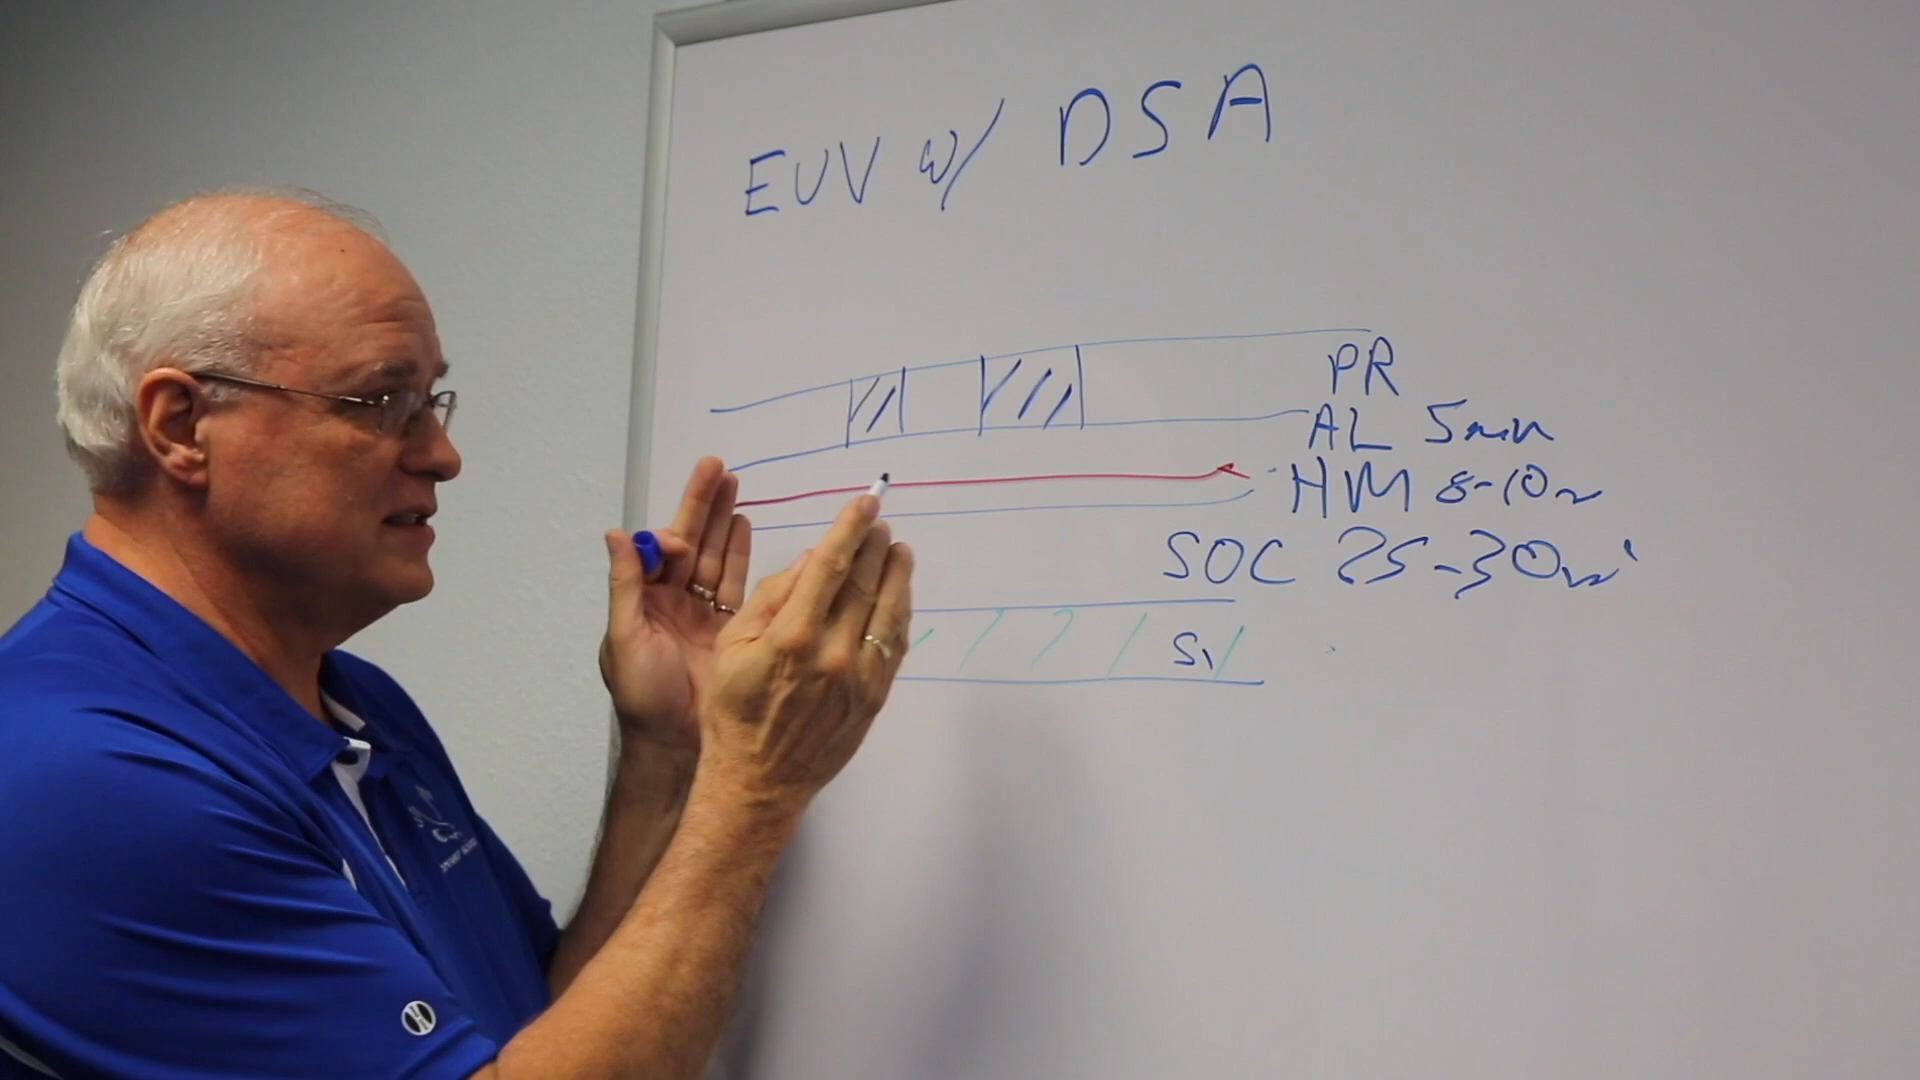 EUV w/ DSA
PR
AL 5nm
HM 8-10n
SOC 25-30n
Si